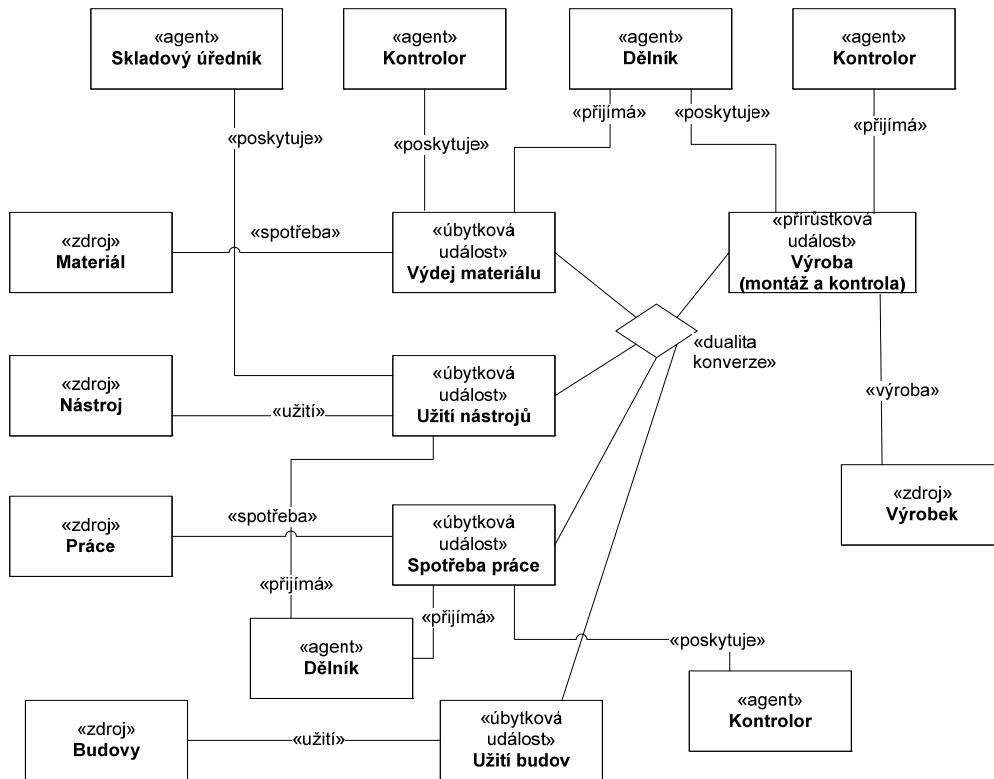 «agent»
Skladový úředník
«agent»
Kontrolor
«agent»
Dělník
«agent»
Kontrolor
«přijímá»
«poskytuje»
«přijímá»
«poskytuje»
«poskytuje»
«zdroj»
Materiál
«spotřeba»
«úbytková
událost»
Výdej materiálu
«přírůstková
událost»
Výroba
(montáž a kontrola)
«dualita
konverze»
«zdroj»
Nástroj
«užití»
«úbytková
událost»
Užití nástrojů
«výroba»
«zdroj»
Výrobek
«zdroj»
Práce
«spotřeba»
«úbytková
událost»
Spotřeba práce
«přijímá»
«přijímá»
«poskytuje»
«agent»
Dělník
«agent»
Kontrolor
«zdroj»
Budovy
«užití»
«úbytková
událost»
Užití budov